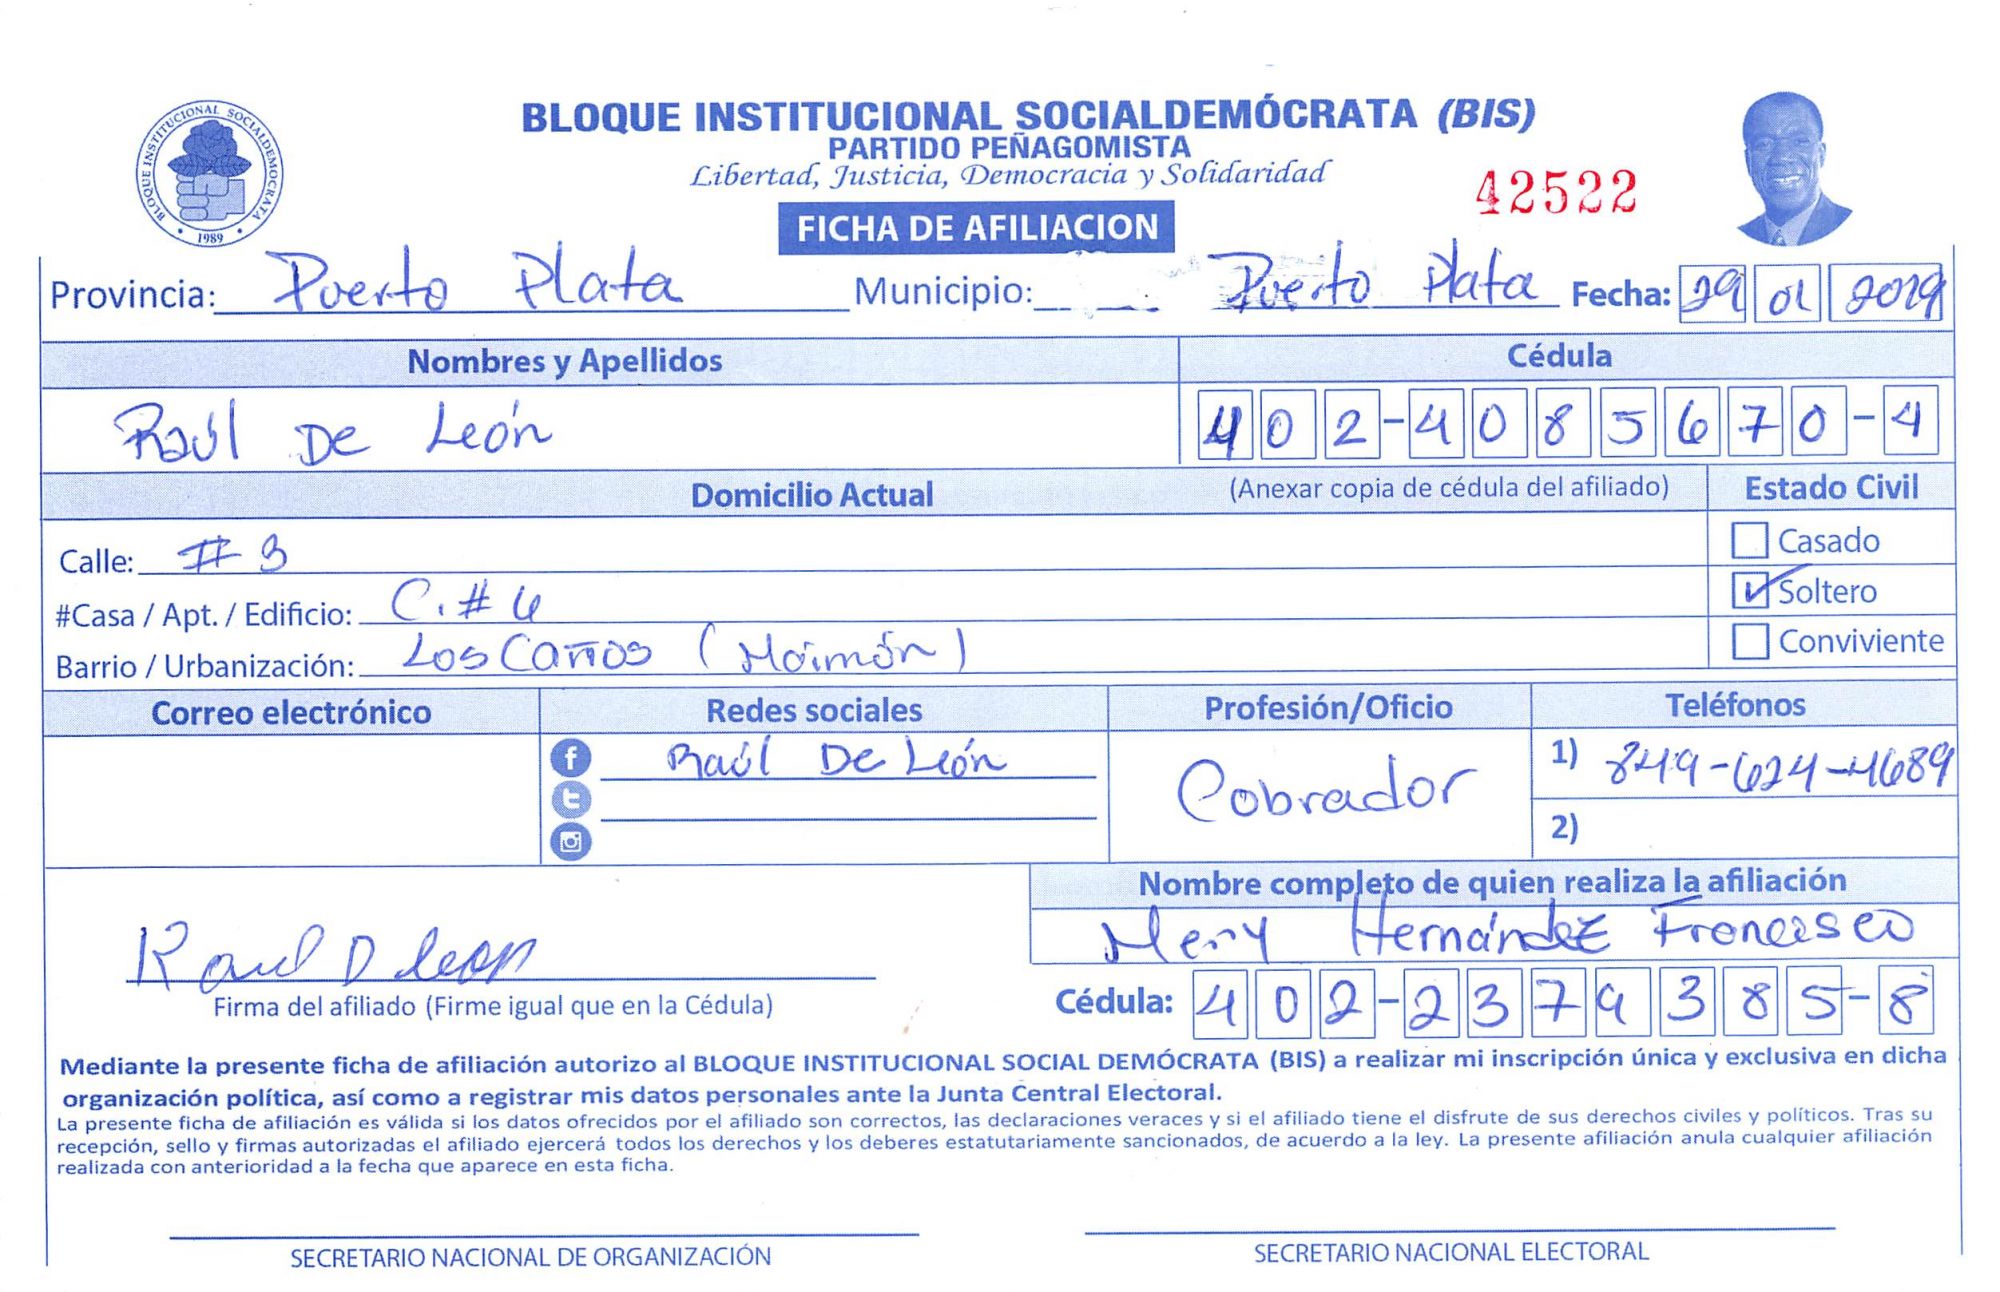 BLOQUE INSTITUCIONAL SOCIALDEMÓCRATA (BIS)
PARTIDO PEÑAGOMISTA
Libertad, Justicia, Democracia y Solidaridad
42522
FICHA DE AFILIACION
BLOQUE INSTITUCIONAL SOCIALDEMOCRATA
1989
Provincia: Puerto Plata Municipio: Puerto Plata Fecha: 29 01 2019
Nombres y Apellidos Cédula
Raúl De León 402-4085670-4
Domicilio Actual (Anexar copia de cédula del afiliado) Estado Civil
Calle: # 3 Casado
#Casa / Apt. / Edificio: C. # 6 Soltero
Barrio / Urbanización: Los Caños (Maimón) Conviviente
Correo electrónico Redes sociales Profesión/Oficio Teléfonos
Raúl De León Cobrador 1) 849-624-4689
2)
Nombre completo de quien realiza la afiliación
Mery Hernández Francisco
Raul D leon
Firma del afiliado (Firme igual que en la Cédula) Cédula: 402-2379385-8
Mediante la presente ficha de afiliación autorizo al BLOQUE INSTITUCIONAL SOCIAL DEMÓCRATA (BIS) a realizar mi inscripción única y exclusiva en dicha
organización política, así como a registrar mis datos personales ante la Junta Central Electoral.
La presente ficha de afiliación es válida si los datos ofrecidos por el afiliado son correctos, las declaraciones veraces y si el afiliado tiene el disfrute de sus derechos civiles y políticos. Tras su
recepción, sello y firmas autorizadas el afiliado ejercerá todos los derechos y los deberes estatutariamente sancionados, de acuerdo a la ley. La presente afiliación anula cualquier afiliación
realizada con anterioridad a la fecha que aparece en esta ficha.
SECRETARIO NACIONAL DE ORGANIZACIÓN SECRETARIO NACIONAL ELECTORAL